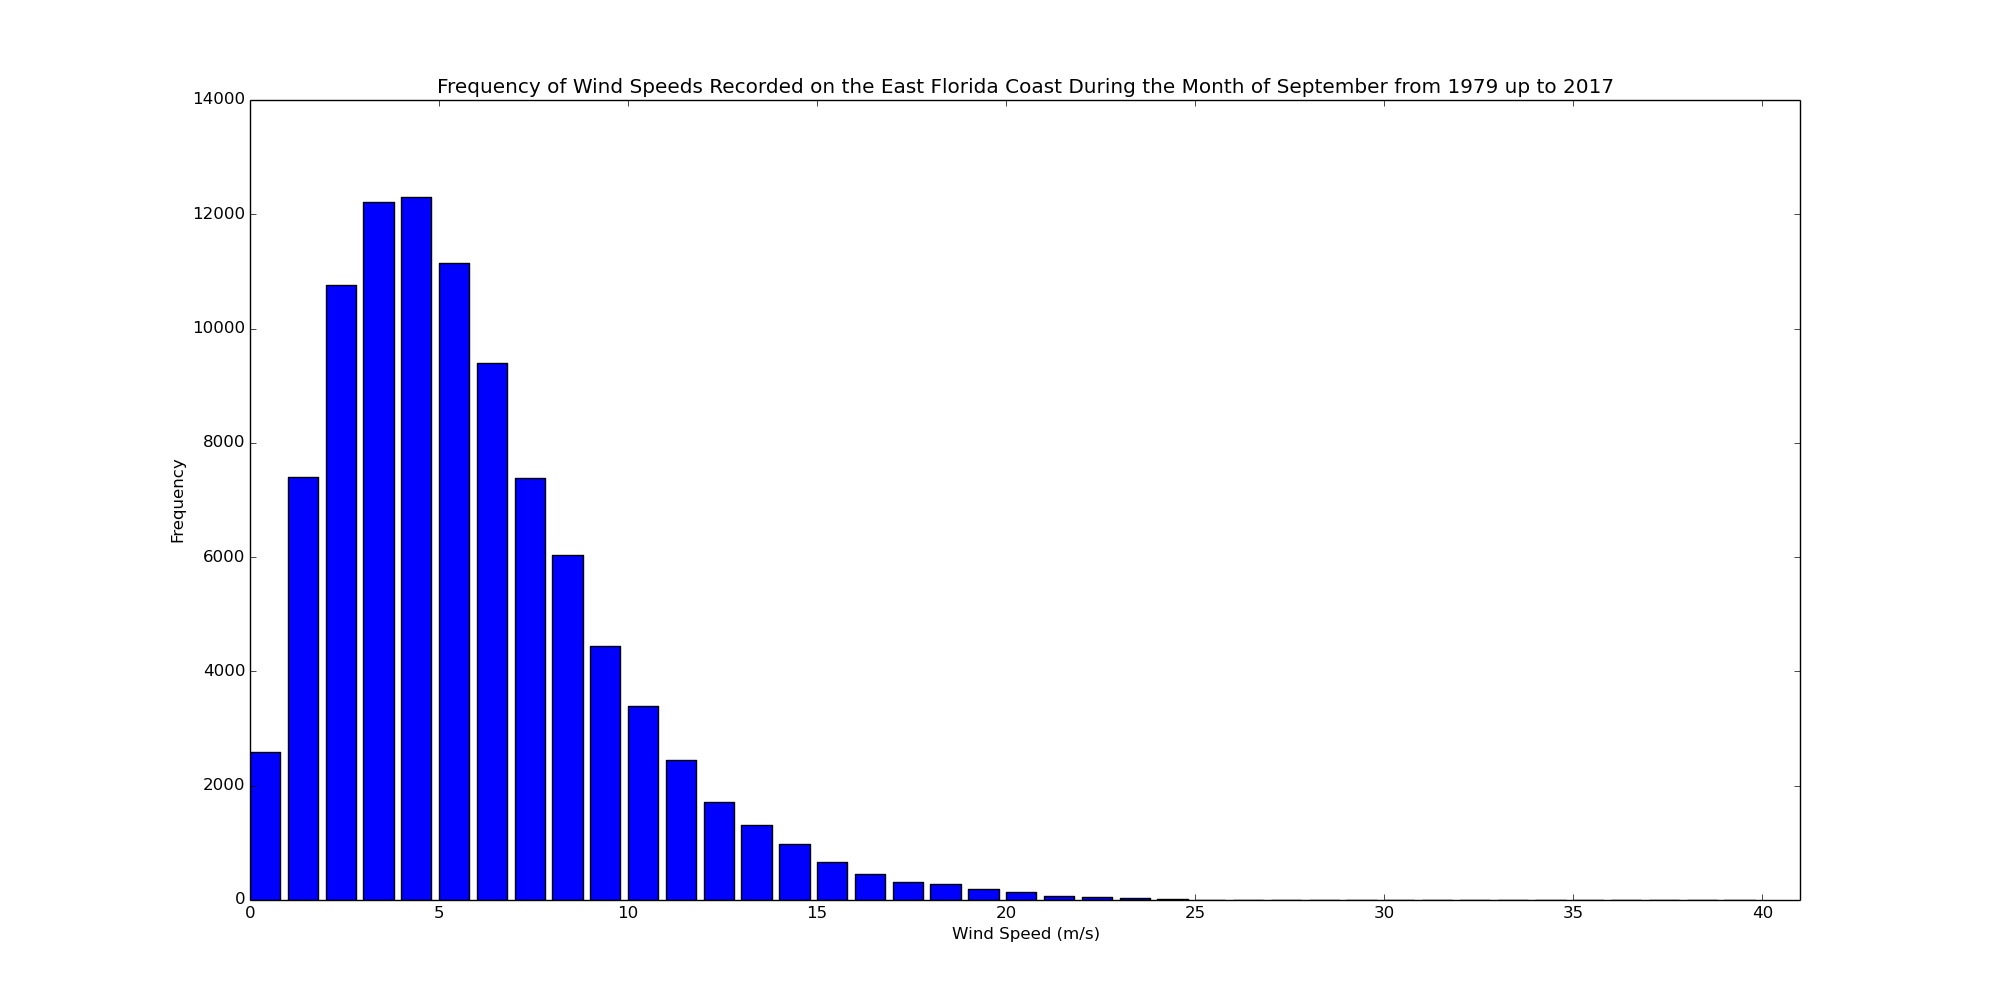 Frequency of Wind Speeds Recorded on the East Florida Coast During the Month of September from 1979 up to 2017
14000
12000
10000
8000
6000
4000
2000
0
Frequency
0 5 10 15 20 25 30 35 40
Wind Speed (m/s)